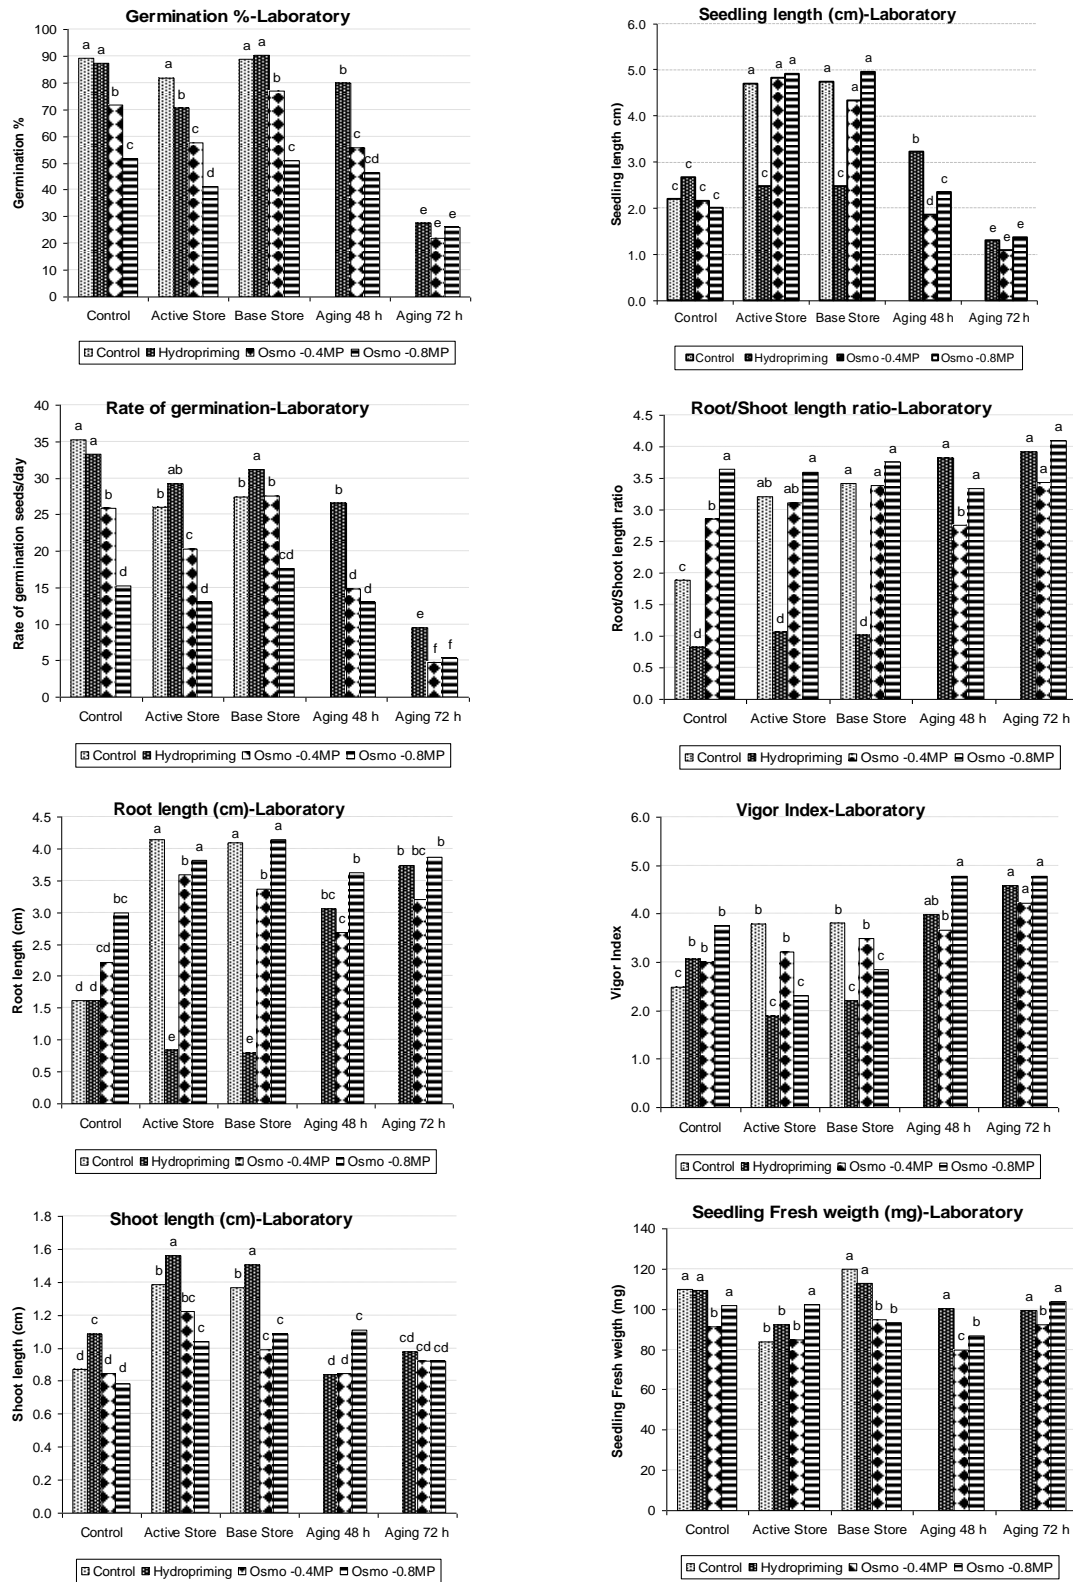 Germination %-Laboratory
100
90
80
70
60
50
40
30
20
10
0
Germination %
a a b c
a b c d
a a b c
b c cd
e e e
Control Active Store Base Store Aging 48 h Aging 72 h
Control Hydropriming Osmo -0.4MP Osmo -0.8MP
Seedling length (cm)-Laboratory
6.0
5.0
4.0
3.0
2.0
1.0
0.0
Seedling length cm)
c c c c
a c a a
a c a a
b d c
e e e
Control Active Store Base Store Aging 48 h Aging 72 h
Control Hydropriming Osmo -0.4MP Osmo -0.8MP
Rate of germination-Laboratory
40
35
30
25
20
15
10
5
0
Rate of germination seeds/day
a a b d
b ab c d
b a b cd
b d d
e f f
Control Active Store Base Store Aging 48 h Aging 72 h
Control Hydropriming Osmo -0.4MP Osmo -0.8MP
Root/Shoot length ratio-Laboratory
4.5
4.0
3.5
3.0
2.5
2.0
1.5
1.0
0.5
0.0
Root/Shoot length ratio
c d b a
ab d ab a
a d a a
a b a
a a a
Control Active Store Base Store Aging 48 h Aging 72 h
Control Hydropriming Osmo -0.4MP Osmo -0.8MP
Root length (cm)-Laboratory
4.5
4.0
3.5
3.0
2.5
2.0
1.5
1.0
0.5
0.0
Root length (cm)
d d cd bc
a e b a
a e b a
bc c b
b bc b
Control Active Store Base Store Aging 48 h Aging 72 h
Control Hydropriming Osmo -0.4MP Osmo -0.8MP
Vigor Index-Laboratory
6.0
5.0
4.0
3.0
2.0
1.0
0.0
Vigor Index
c b b b
b c b c
b c b c
ab b a
a a a
Control Active Store Base Store Aging 48 h Aging 72 h
Control Hydropriming Osmo -0.4MP Osmo -0.8MP
Shoot length (cm)-Laboratory
1.8
1.6
1.4
1.2
1.0
0.8
0.6
0.4
0.2
0.0
Shoot length (cm)
d c d d
b a bc c
b a c c
d d c
cd cd cd
Control Active Store Base Store Aging 48 h Aging 72 h
Control Hydropriming Osmo -0.4MP Osmo -0.8MP
Seedling Fresh weigth (mg)-Laboratory
140
120
100
80
60
40
20
0
Seedling Fresh weigth (mg)
a a b a
b b b a
a a b b
a c b
a b a
Control Active Store Base Store Aging 48 h Aging 72 h
Control Hydropriming Osmo -0.4MP Osmo -0.8MP